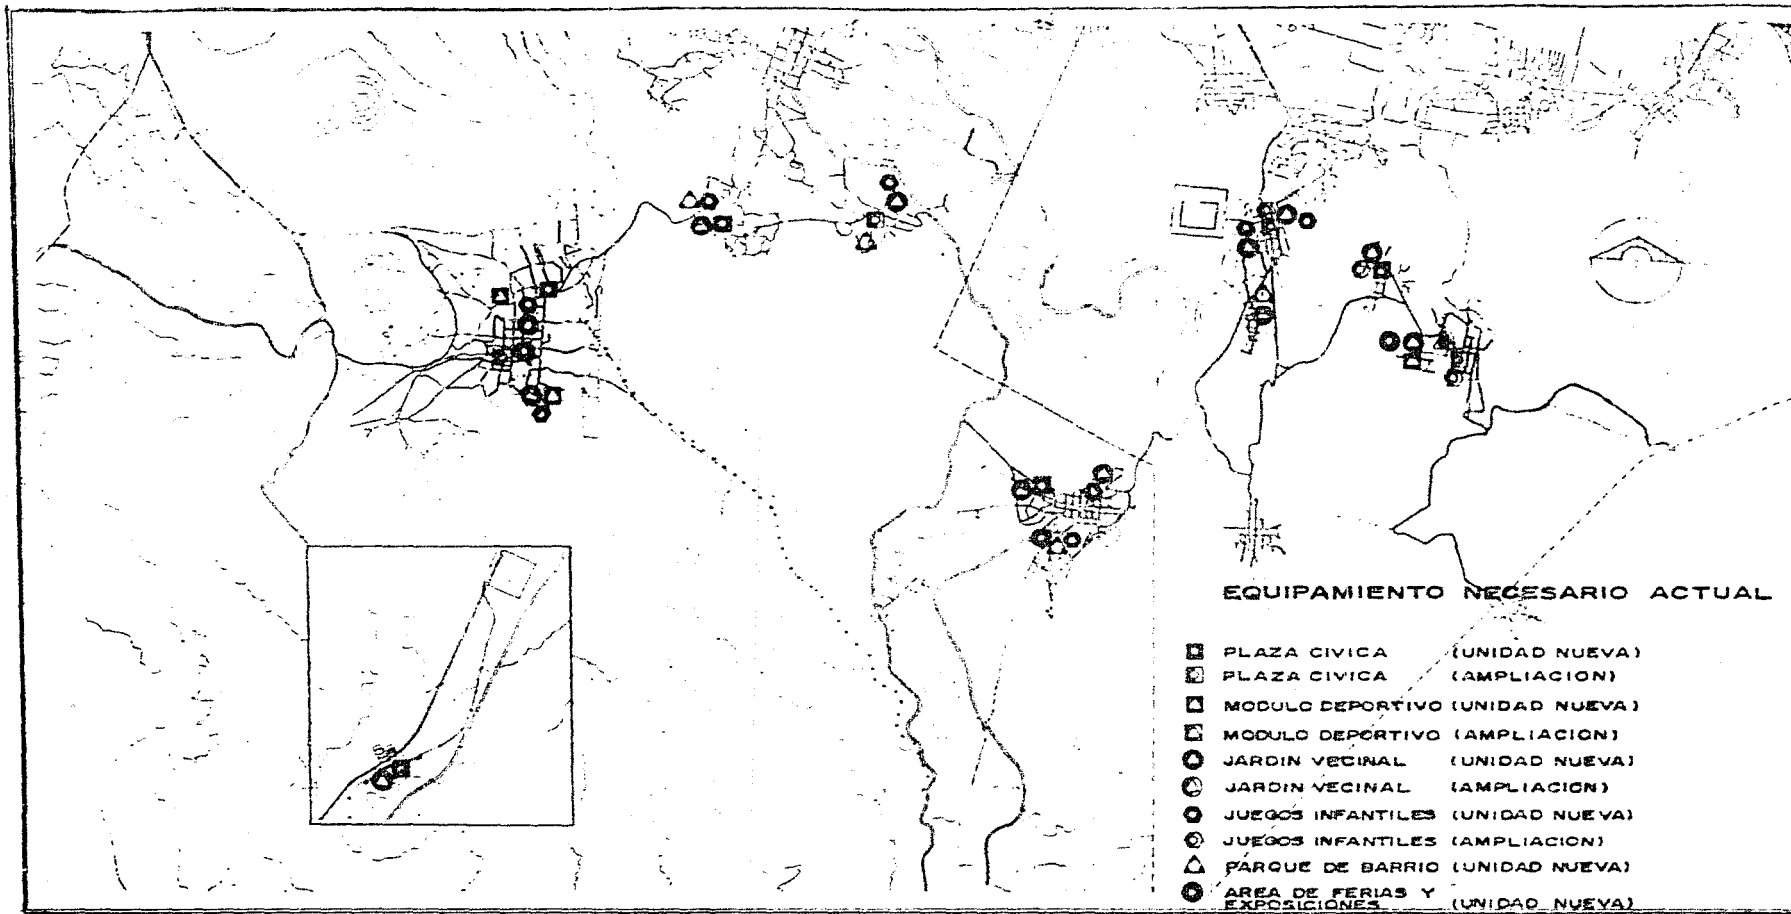 EQUIPAMIENTO NECESARIO ACTUAL
PLAZA CIVICA (UNIDAD NUEVA)
PLAZA CIVICA (AMPLIACION)
MODULO DEPORTIVO (UNIDAD NUEVA)
MODULO DEPORTIVO (AMPLIACION)
JARDIN VECINAL (UNIDAD NUEVA)
JARDIN VECINAL (AMPLIACION)
JUEGOS INFANTILES (UNIDAD NUEVA)
JUEGOS INFANTILES (AMPLIACION)
PARQUE DE BARRIO (UNIDAD NUEVA)
AREA DE FERIAS Y
EXPOSICIONES (UNIDAD NUEVA)